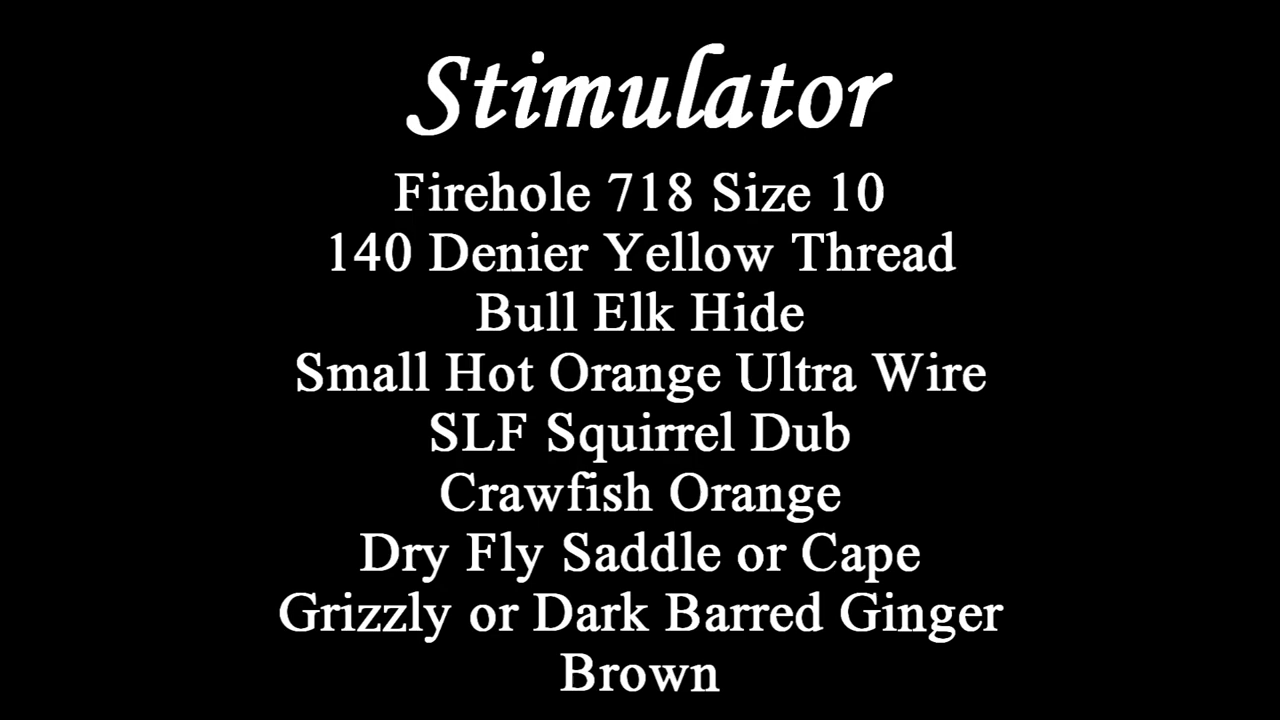 Stimulator
Firehole 718 Size 10
140 Denier Yellow Thread
Bull Elk Hide
Small Hot Orange Ultra Wire
SLF Squirrel Dub
Crawfish Orange
Dry Fly Saddle or Cape
Grizzly or Dark Barred Ginger
Brown